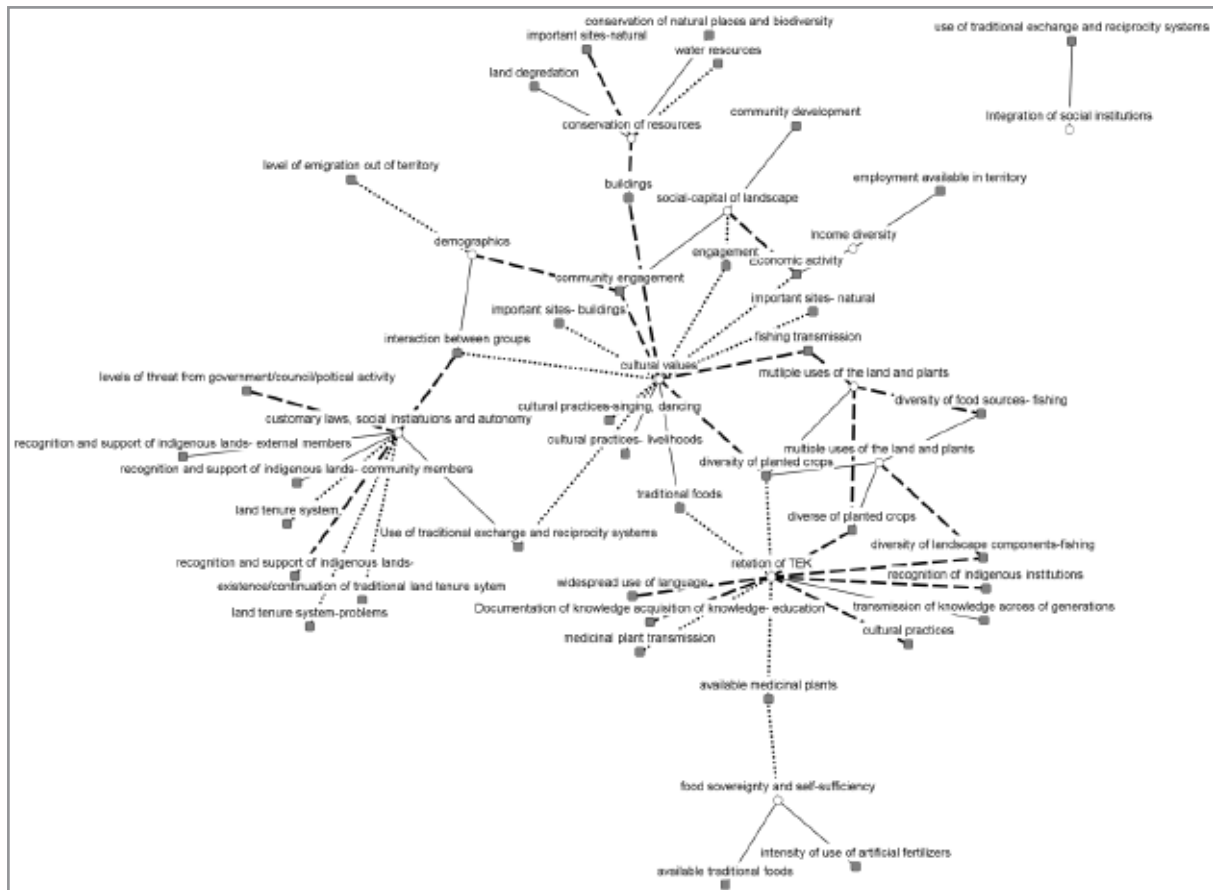 conservation of natural places and biodiversity
important sites-natural
use of traditional exchange and reciprocity systems
water resources
land degredation
community development
conservation of resources
Integration of social institutions
level of emigration out of territory
employment available in territory
buildings
social-capital of landscape
Income diversity
demographics
engagement
Economic activity
community engagement
important sites- natural
important sites- buildings
fishing transmission
interaction between groups
cultural values
mutliple uses of the land and plants
levels of threat from government/council/poltical activity
diversity of food sources- fishing
cultural practices-singing, dancing
customary laws, social instiatuions and autonomy
recognition and support of indigenous lands- external members
cultural practices- livelihoods
multiple uses of the land and plants
recognition and support of indigenous lands- community members
diversity of planted crops
traditional foods
land tenure system
Use of traditional exchange and reciprocity systems
diverse of planted crops
diversity of landscape components-fishing
recognition and support of indigenous lands-
retetion of TEK
recognition of indigenous institutions
existence/continuation of traditional land tenure sytem
widespread use of language
land tenure system-problems
Documentation of knowledge acquisition of knowledge- education
transmission of knowledge across of generations
medicinal plant transmission
cultural practices
available medicinal plants
food sovereignty and self-sufficiency
intensity of use of artificial fertilizers
available traditional foods